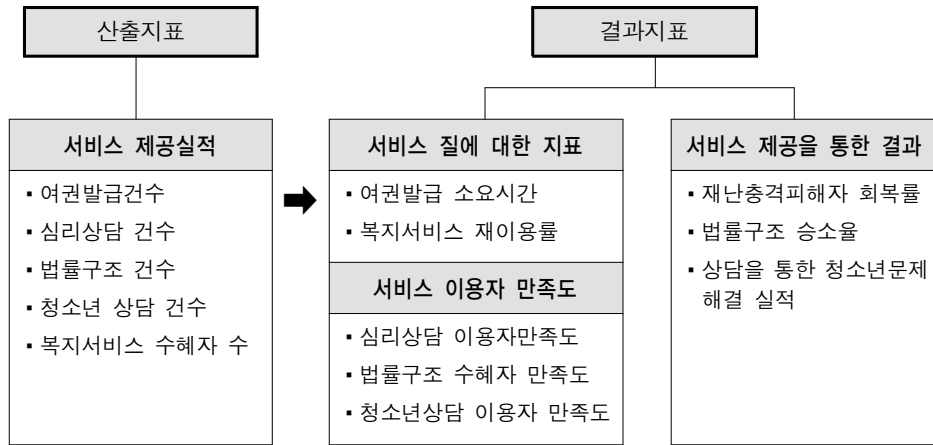 산출지표
결과지표
서비스 제공실적
▪ 여권발급건수
▪ 심리상담 건수
▪ 법률구조 건수
▪ 청소년 상담 건수
▪ 복지서비스 수혜자 수
서비스 질에 대한 지표
▪ 여권발급 소요시간
▪ 복지서비스 재이용률
서비스 이용자 만족도
▪ 심리상담 이용자만족도
▪ 법률구조 수혜자 만족도
▪ 청소년상담 이용자 만족도
서비스 제공을 통한 결과
▪ 재난충격피해자 회복률
▪ 법률구조 승소율
▪ 상담을 통한 청소년문제
해결 실적